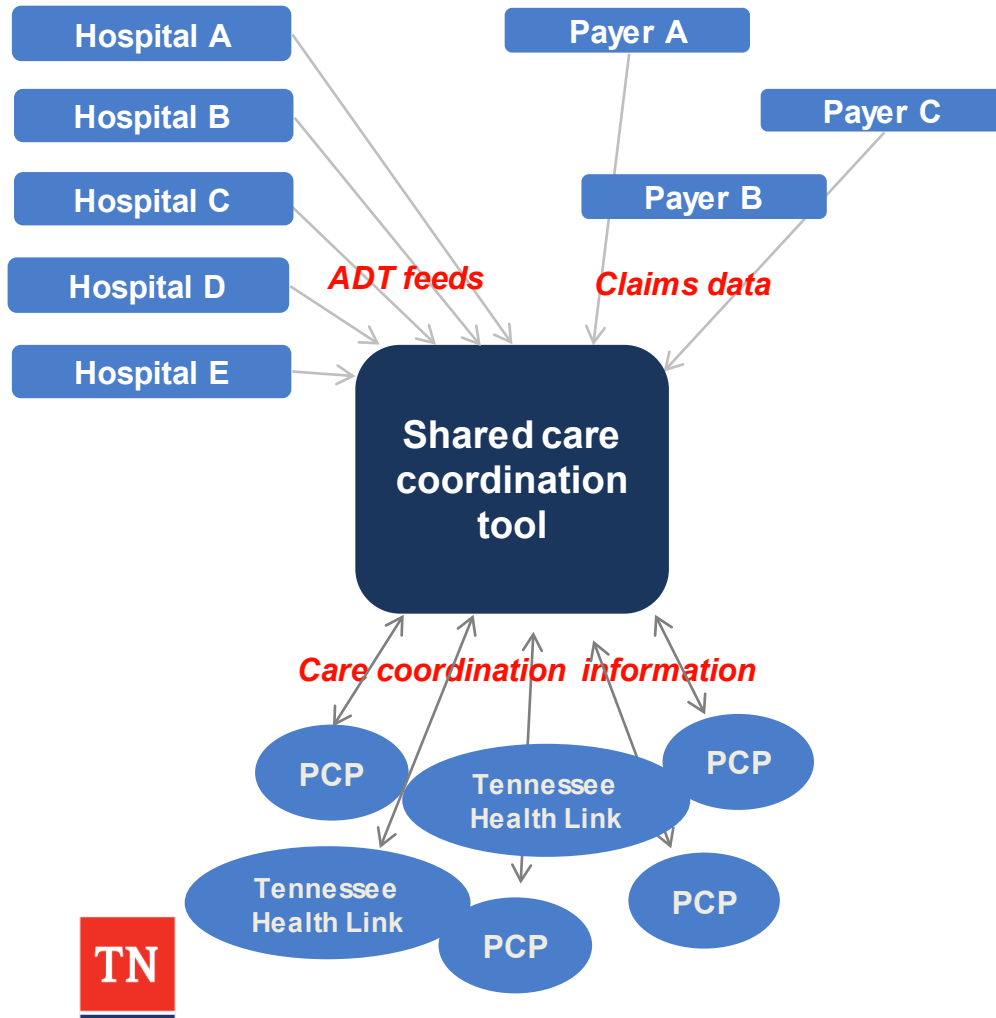 Hospital A
Hospital B
Hospital C
Hospital D
Hospital E
Payer A
Payer C
Payer B
ADT feeds
Claims data
Shared care
coordination
tool
Care coordination information
PCP
Tennessee
Health Link
PCP
Tennessee
Health Link
PCP
PCP
TN